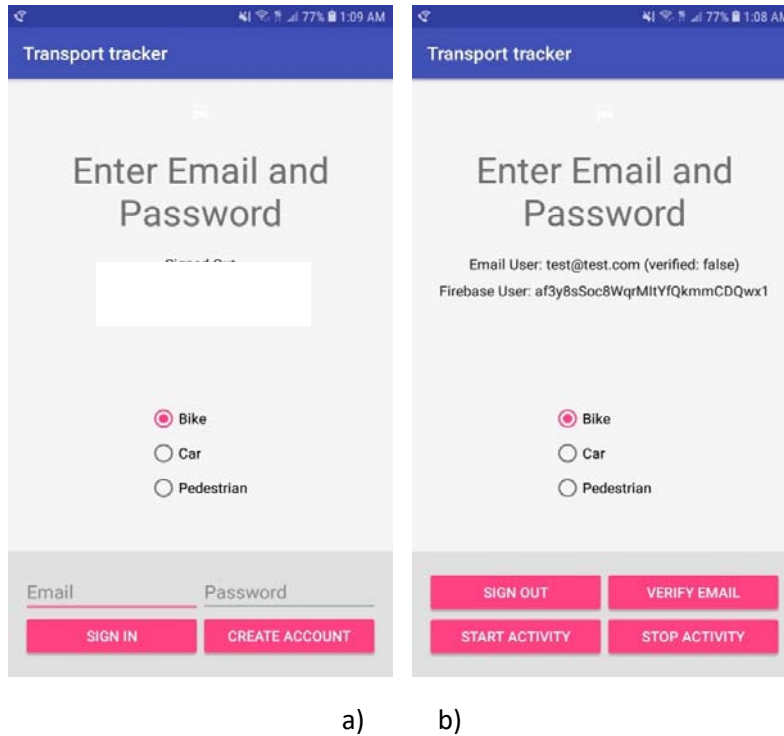 77% 1:09 AM
Transport tracker
Enter Email and
Password
Signed Out
Bike
Car
Pedestrian
Email Password
SIGN IN CREATE ACCOUNT
77% 1:08 AM
Transport tracker
Enter Email and
Password
Email User: test@test.com (verified: false)
Firebase User: af3y8sSoc8WqrMltYfQkmmCDQwx1
Bike
Car
Pedestrian
SIGN OUT VERIFY EMAIL
START ACTIVITY STOP ACTIVITY
a) b)